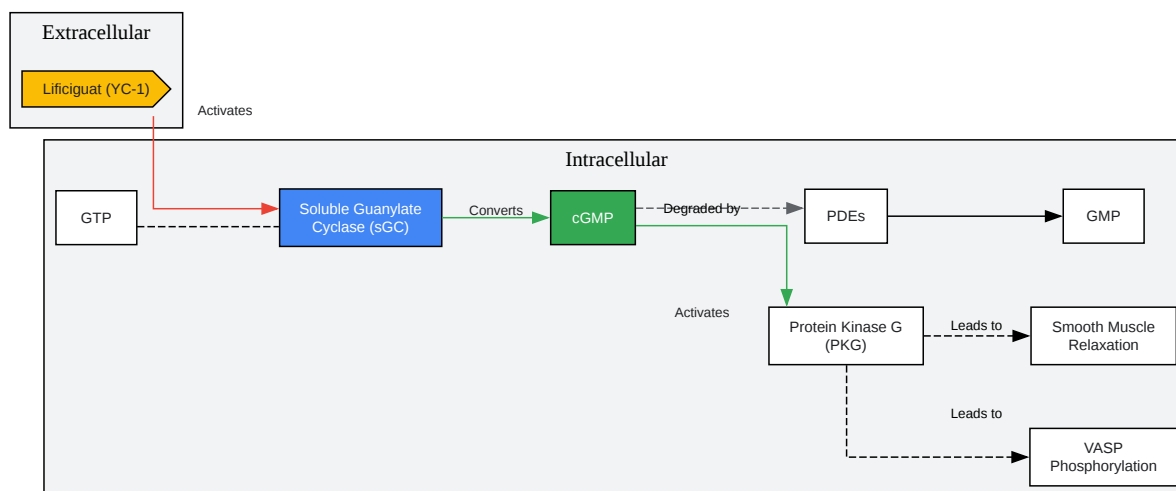 Extracellular
Lificiguat (YC-1)
Activates
Intracellular
GTP
Soluble Guanylate
Cyclase (sGC)
Converts
cGMP
Degraded by
PDEs
GMP
Activates
Protein Kinase G
(PKG)
Leads to
Smooth Muscle
Relaxation
Leads to
VASP
Phosphorylation